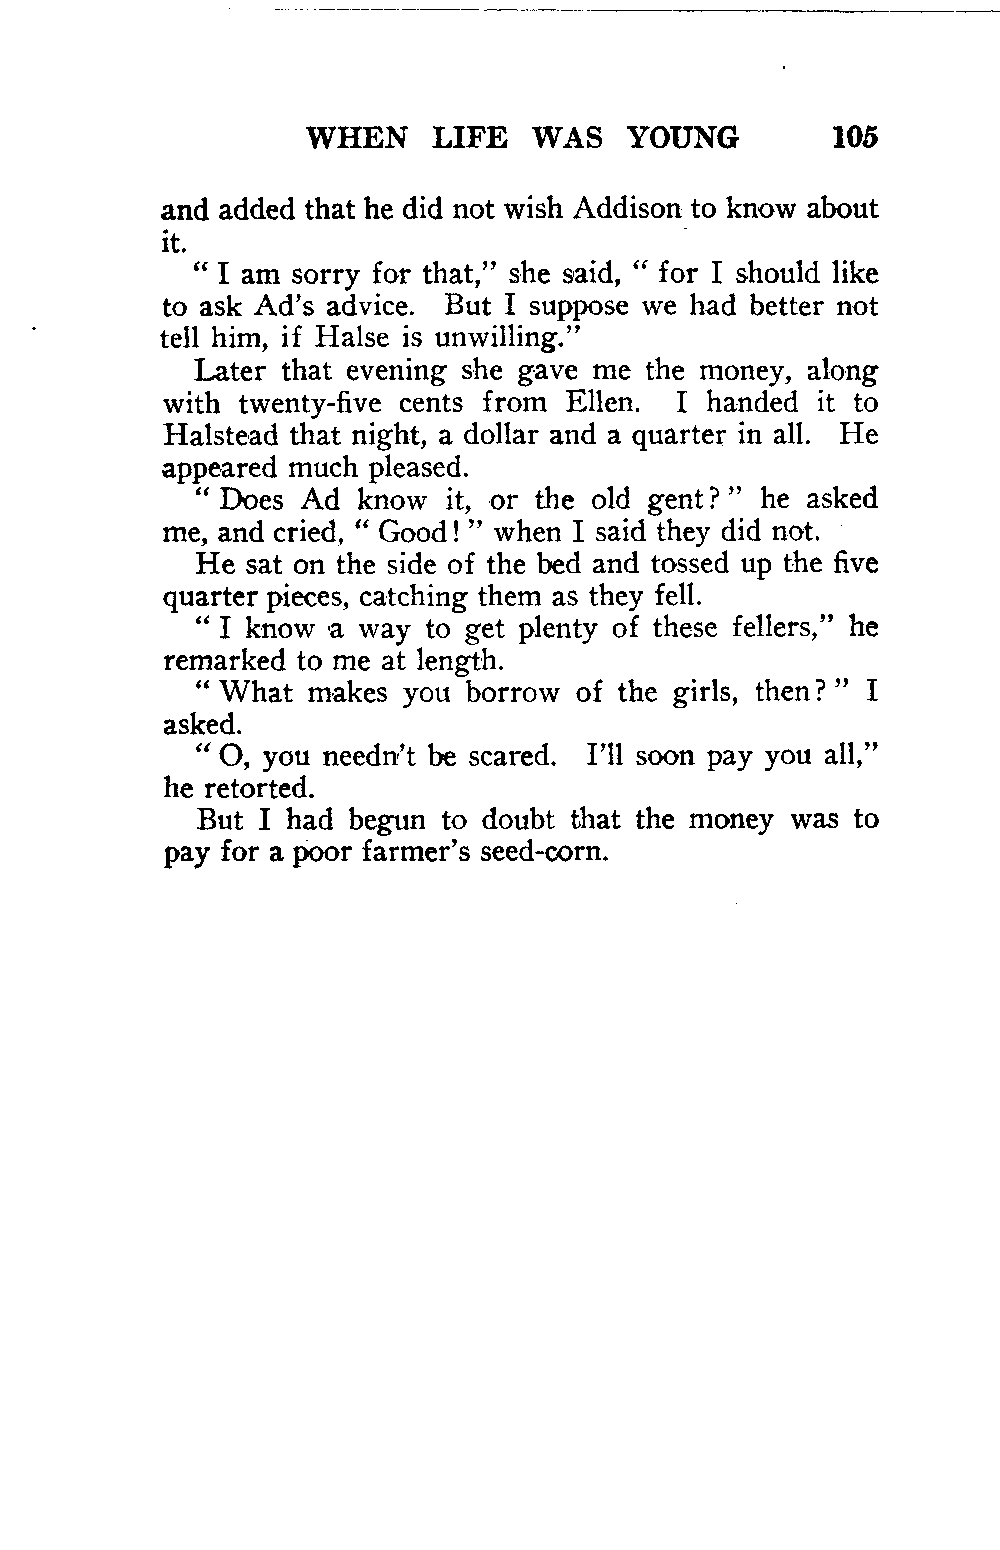 WHEN LIFE WAS YOUNG 105
and added that he did not wish Addison to know about
it.
“ I am sorry for that,” she said, “ for I should like
to ask Ad’s advice. But I suppose we had better not
tell him, if Halse is unwilling.”
Later that evening she gave me the money, along
with twenty-five cents from Ellen. I handed it to
Halstead that night, a dollar and a quarter in all. He
appeared much pleased.
“ Does Ad know it, or the old gent? ” he asked
me, and cried, “ Good! ” when I said they did not.
He sat on the side of the bed and tossed up the five
quarter pieces, catching them as they fell.
“ I know a way to get plenty of these fellers,” he
remarked to me at length.
“ What makes you borrow of the girls, then? ” I
asked.
“ O, you needn’t be scared. I’ll soon pay you all,”
he retorted.
But I had begun to doubt that the money was to
pay for a poor farmer’s seed-corn.